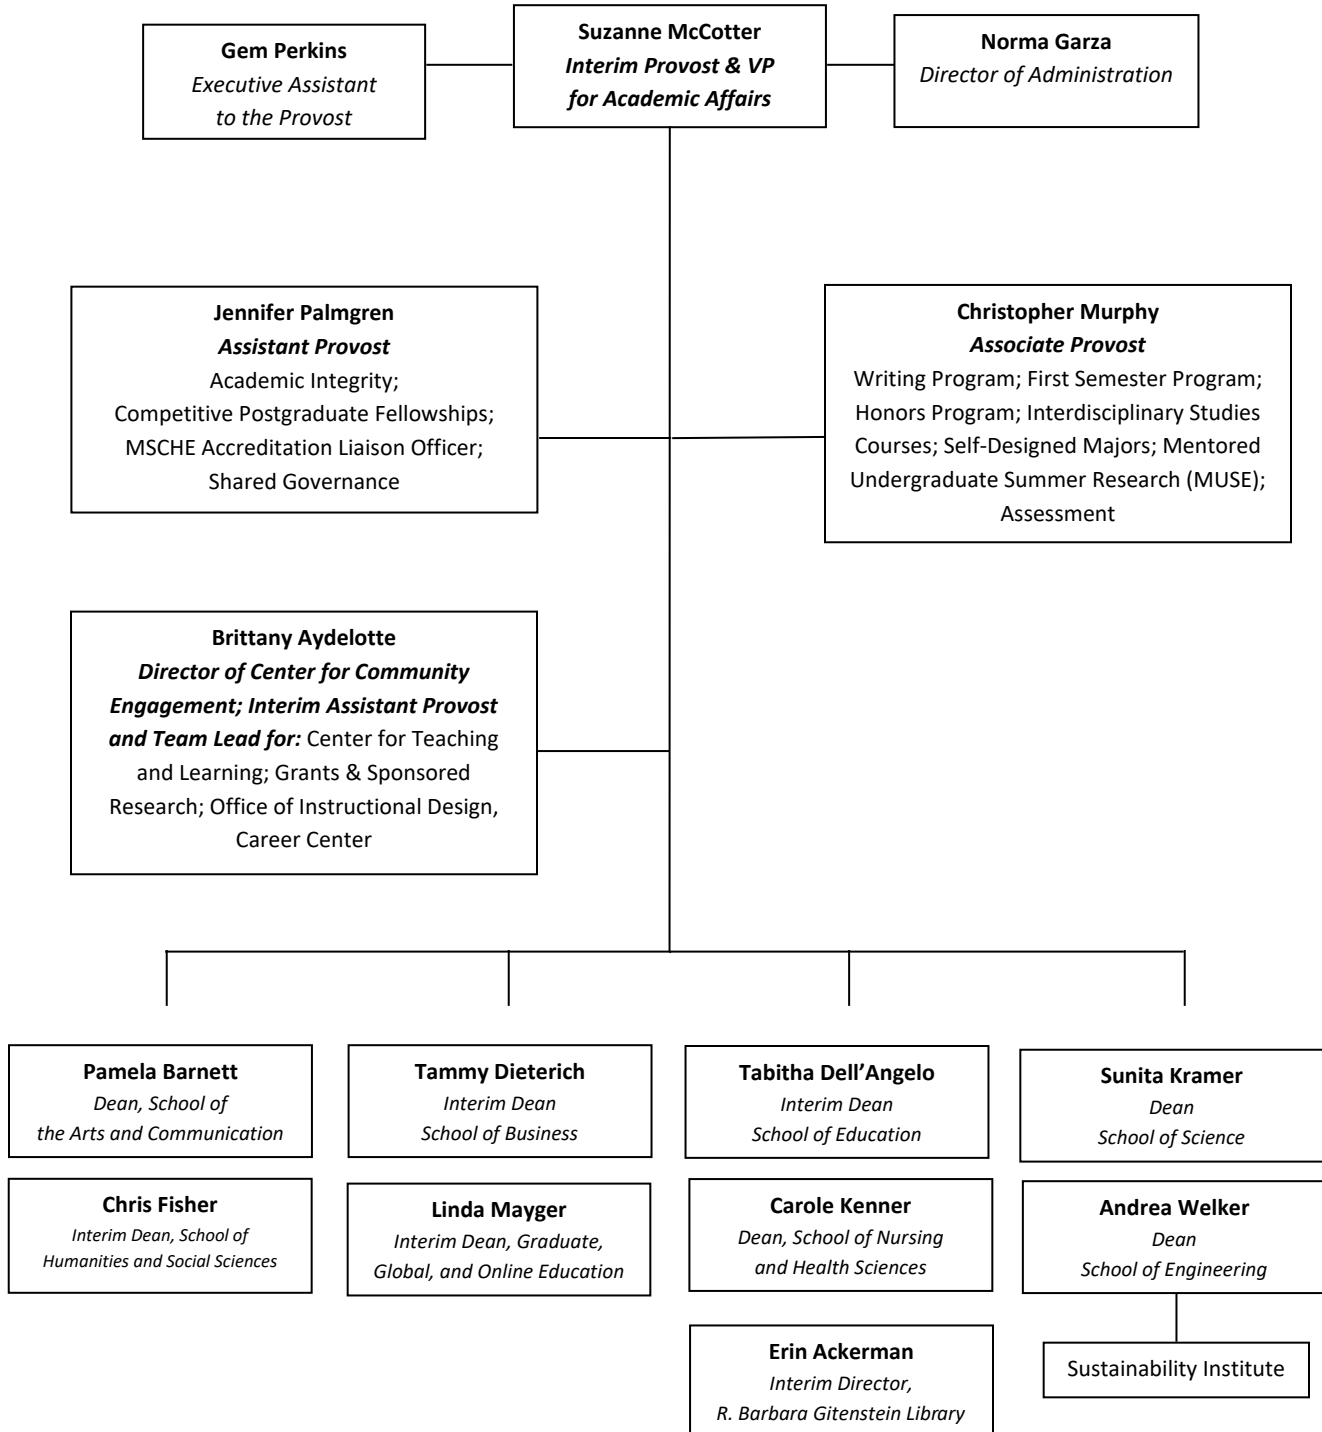 Gem Perkins
Executive Assistant
to the Provost
Suzanne McCotter
Interim Provost & VP
for Academic Affairs
Norma Garza
Director of Administration
Jennifer Palmgren
Assistant Provost
Academic Integrity;
Competitive Postgraduate Fellowships;
MSCHE Accreditation Liaison Officer;
Shared Governance
Christopher Murphy
Associate Provost
Writing Program; First Semester Program;
Honors Program; Interdisciplinary Studies
Courses; Self-Designed Majors; Mentored
Undergraduate Summer Research (MUSE);
Assessment
Brittany Aydelotte
Director of Center for Community
Engagement; Interim Assistant Provost
and Team Lead for: Center for Teaching
and Learning; Grants & Sponsored
Research; Office of Instructional Design,
Career Center
Pamela Barnett
Dean, School of
the Arts and Communication
Tammy Dieterich
Interim Dean
School of Business
Tabitha Dell’Angelo
Interim Dean
School of Education
Sunita Kramer
Dean
School of Science
Chris Fisher
Interim Dean, School of
Humanities and Social Sciences
Linda Mayger
Interim Dean, Graduate,
Global, and Online Education
Carole Kenner
Dean, School of Nursing
and Health Sciences
Andrea Welker
Dean
School of Engineering
Erin Ackerman
Interim Director,
R. Barbara Gitenstein Library
Sustainability Institute